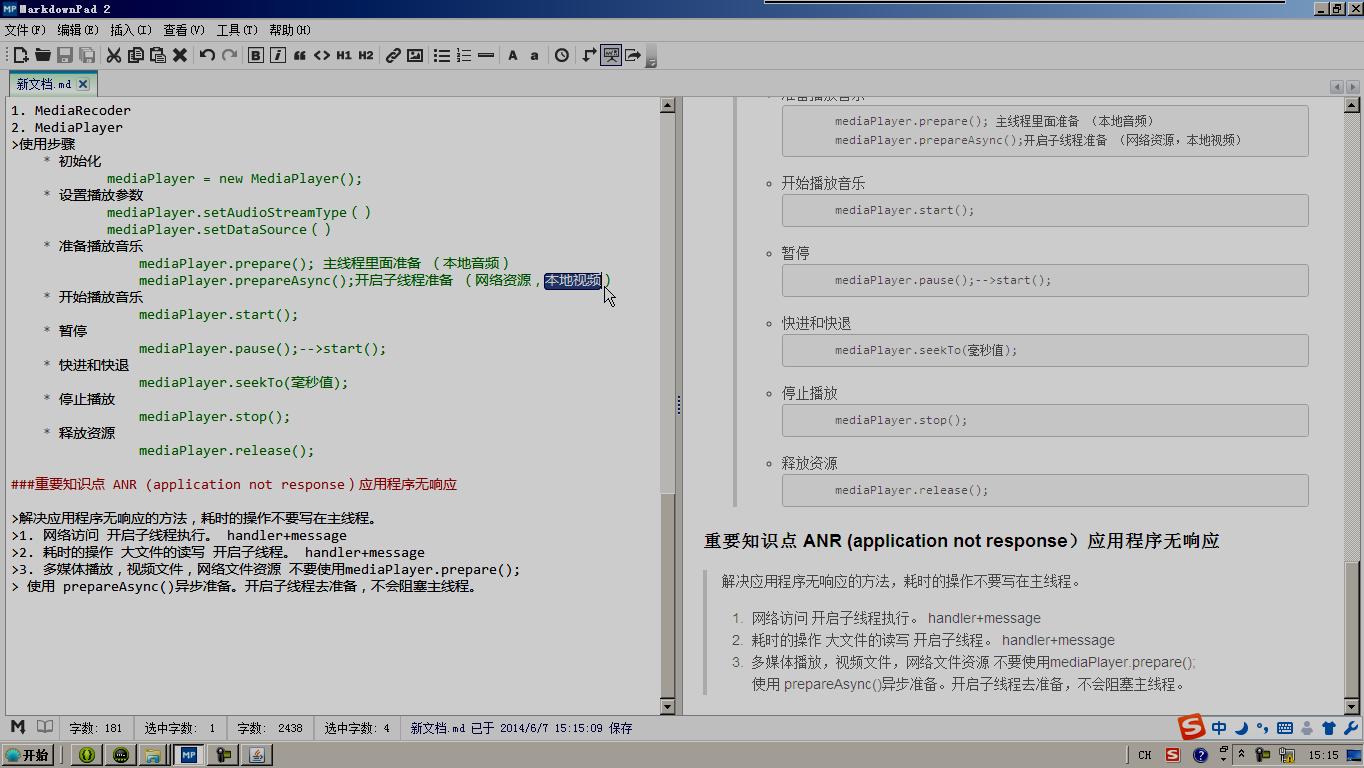 MarkdownPad 2
文件(F) 编辑(E) 插入(I) 查看(V) 工具(T) 帮助(H)
B i “ <> H1 H2 A a
新文档.md
1. MediaRecoder
2. MediaPlayer
>使用步骤
* 初始化
mediaPlayer = new MediaPlayer();
* 设置播放参数
mediaPlayer.setAudioStreamType()
mediaPlayer.setDataSource()
* 准备播放音乐
mediaPlayer.prepare(); 主线程里面准备 (本地音频)
mediaPlayer.prepareAsync();开启子线程准备 (网络资源,本地视频)
* 开始播放音乐
mediaPlayer.start();
* 暂停
mediaPlayer.pause();-->start();
* 快进和快退
mediaPlayer.seekTo(毫秒值);
* 停止播放
mediaPlayer.stop();
* 释放资源
mediaPlayer.release();
###重要知识点 ANR (application not response)应用程序无响应
>解决应用程序无响应的方法,耗时的操作不要写在主线程。
>1. 网络访问 开启子线程执行。 handler+message
>2. 耗时的操作 大文件的读写 开启子线程。 handler+message
>3. 多媒体播放,视频文件,网络文件资源 不要使用mediaPlayer.prepare();
> 使用 prepareAsync()异步准备。开启子线程去准备,不会阻塞主线程。
准备播放音乐
mediaPlayer.prepare(); 主线程里面准备 (本地音频)
mediaPlayer.prepareAsync();开启子线程准备 (网络资源,本地视频)
开始播放音乐
mediaPlayer.start();
暂停
mediaPlayer.pause();-->start();
快进和快退
mediaPlayer.seekTo(毫秒值);
停止播放
mediaPlayer.stop();
释放资源
mediaPlayer.release();
重要知识点 ANR (application not response)应用程序无响应
解决应用程序无响应的方法,耗时的操作不要写在主线程。
1. 网络访问 开启子线程执行。 handler+message
2. 耗时的操作 大文件的读写 开启子线程。 handler+message
3. 多媒体播放,视频文件,网络文件资源 不要使用mediaPlayer.prepare();
使用 prepareAsync()异步准备。开启子线程去准备,不会阻塞主线程。
字数: 181 选中字数: 1 字数: 2438 选中字数: 4 新文档.md 已于 2014/6/7 15:15:09 保存
S 中
开始 MP CH S ? 15:15